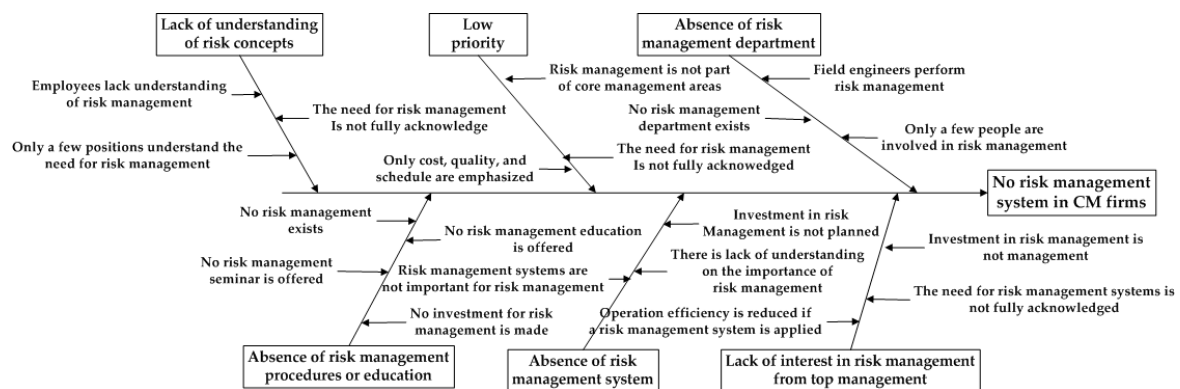 Lack of understanding
of risk concepts
Low
priority
Absence of risk
management department
Employees lack understanding
of risk management
The need for risk management
Is not fully acknowledge
Only a few positions understand the
need for risk management
Risk management is not part
of core management areas
The need for risk management
Is not fully acknowedged
Only cost, quality, and
schedule are emphasized
Field engineers perform
risk management
No risk management
department exists
Only a few people are
involved in risk management
No risk management
system in CM firms
No risk management
exists
No risk management education
is offered
No risk management
seminar is offered
No investment for risk
management is made
Absence of risk management
procedures or education
Investment in risk
Management is not planned
Risk management systems are
not important for risk management
There is lack of understanding
on the importance of
risk management
Absence of risk
management system
Investment in risk management is
not management
The need for risk management systems is
not fully acknowledged
Operation efficiency is reduced if
a risk management system is applied
Lack of interest in risk management
from top management